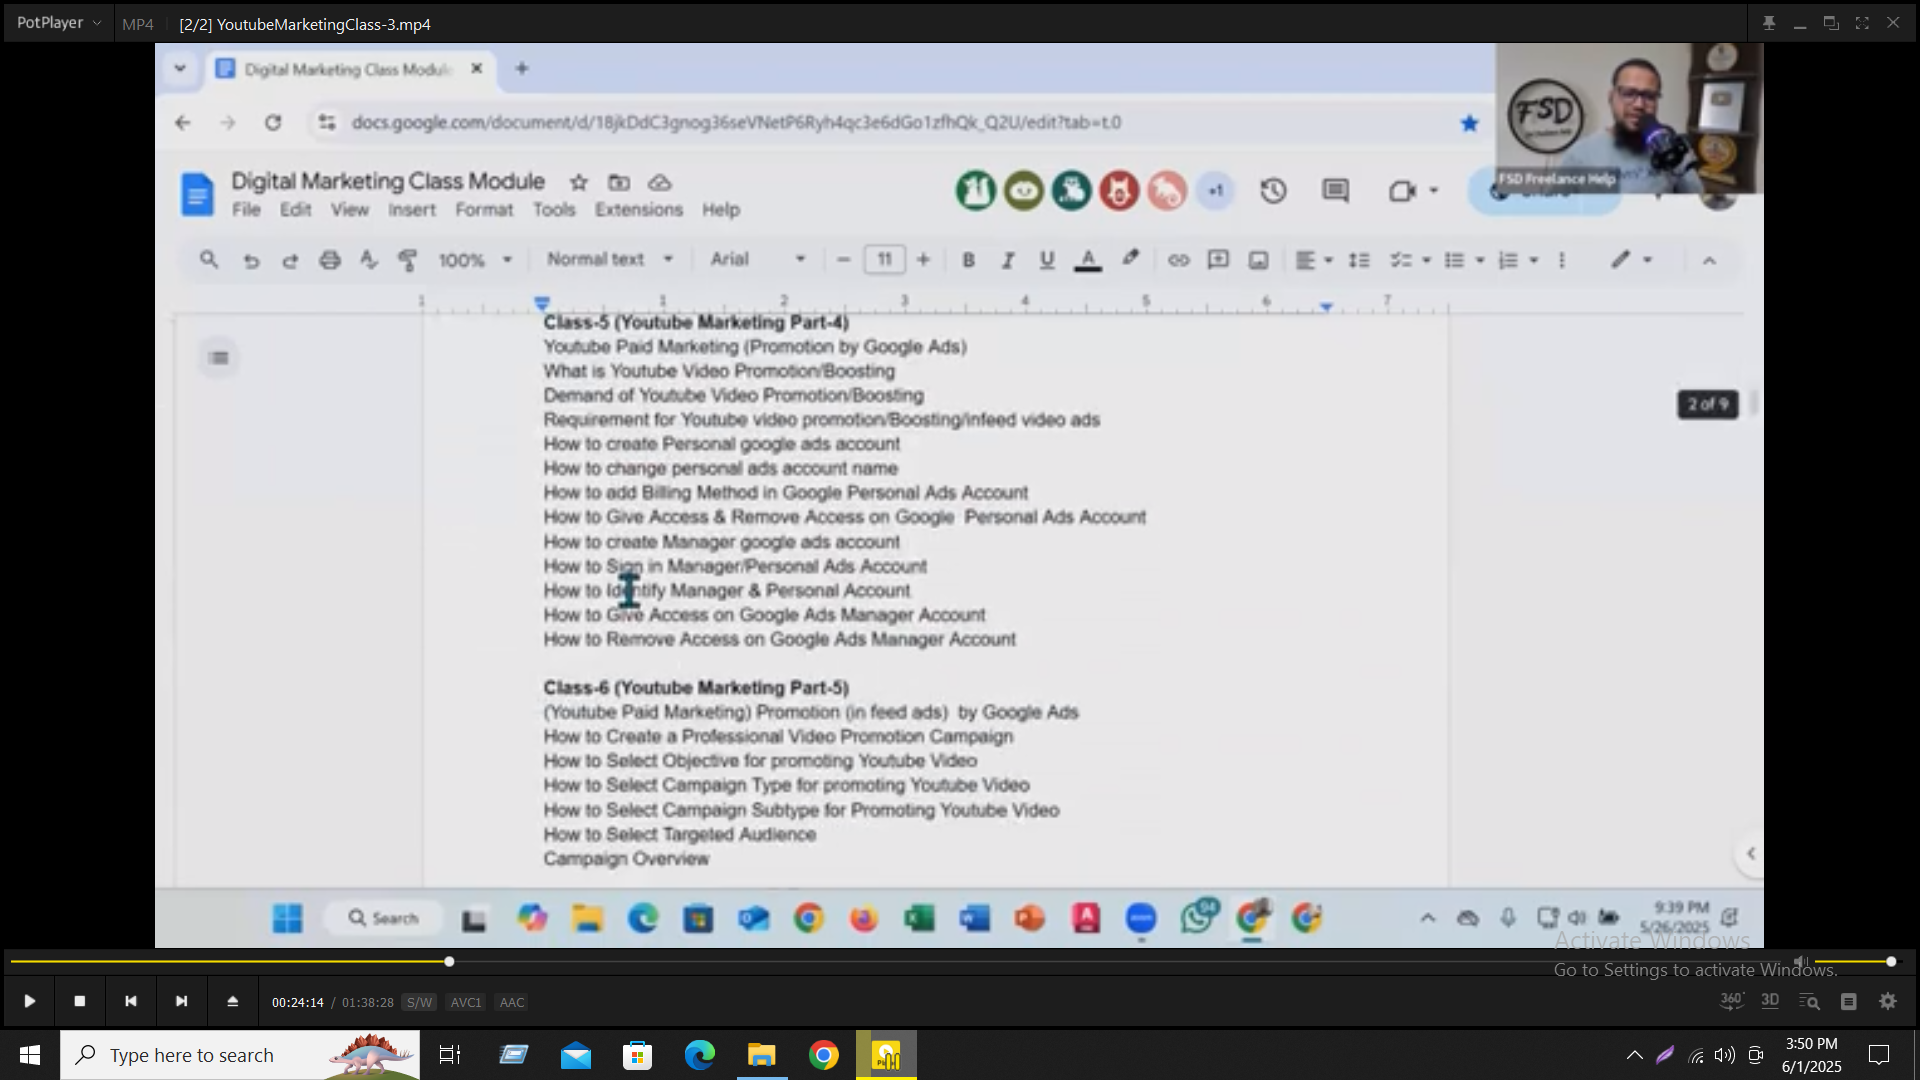 PotPlayer
MP4
[2/2] YoutubeMarketingClass-3.mp4
Digital Marketing Class Module
docs.google.com/document/d/18jkDdC3gnog36seVNetP6Ryh4qc3e6dGo1zfhQk_Q2U/edit?tab=t.0
FSD
FSD Freelance Help
Digital Marketing Class Module
File Edit View Insert Format Tools Extensions Help
+1
100% Normal text Arial 11 B I U A
1 1 2 3 4 5 6 7
Class-5 (Youtube Marketing Part-4)
Youtube Paid Marketing (Promotion by Google Ads)
What is Youtube Video Promotion/Boosting
Demand of Youtube Video Promotion/Boosting
Requirement for Youtube video promotion/Boosting/infeed video ads
How to create Personal google ads account
How to change personal ads account name
How to add Billing Method in Google Personal Ads Account
How to Give Access & Remove Access on Google  Personal Ads Account
How to create Manager google ads account
How to Sign in Manager/Personal Ads Account
How to Identify Manager & Personal Account
How to Give Access on Google Ads Manager Account
How to Remove Access on Google Ads Manager Account
2 of 9
Class-6 (Youtube Marketing Part-5)
(Youtube Paid Marketing) Promotion (in feed ads)  by Google Ads
How to Create a Professional Video Promotion Campaign
How to Select Objective for promoting Youtube Video
How to Select Campaign Type for promoting Youtube Video
How to Select Campaign Subtype for Promoting Youtube Video
How to Select Targeted Audience
Campaign Overview
Search
94
9:39 PM
5/26/2025
Activate Windows
Go to Settings to activate Windows.
00:24:14 / 01:38:28 S/W AVC1 AAC
360° 3D
Type here to search
3:50 PM
6/1/2025